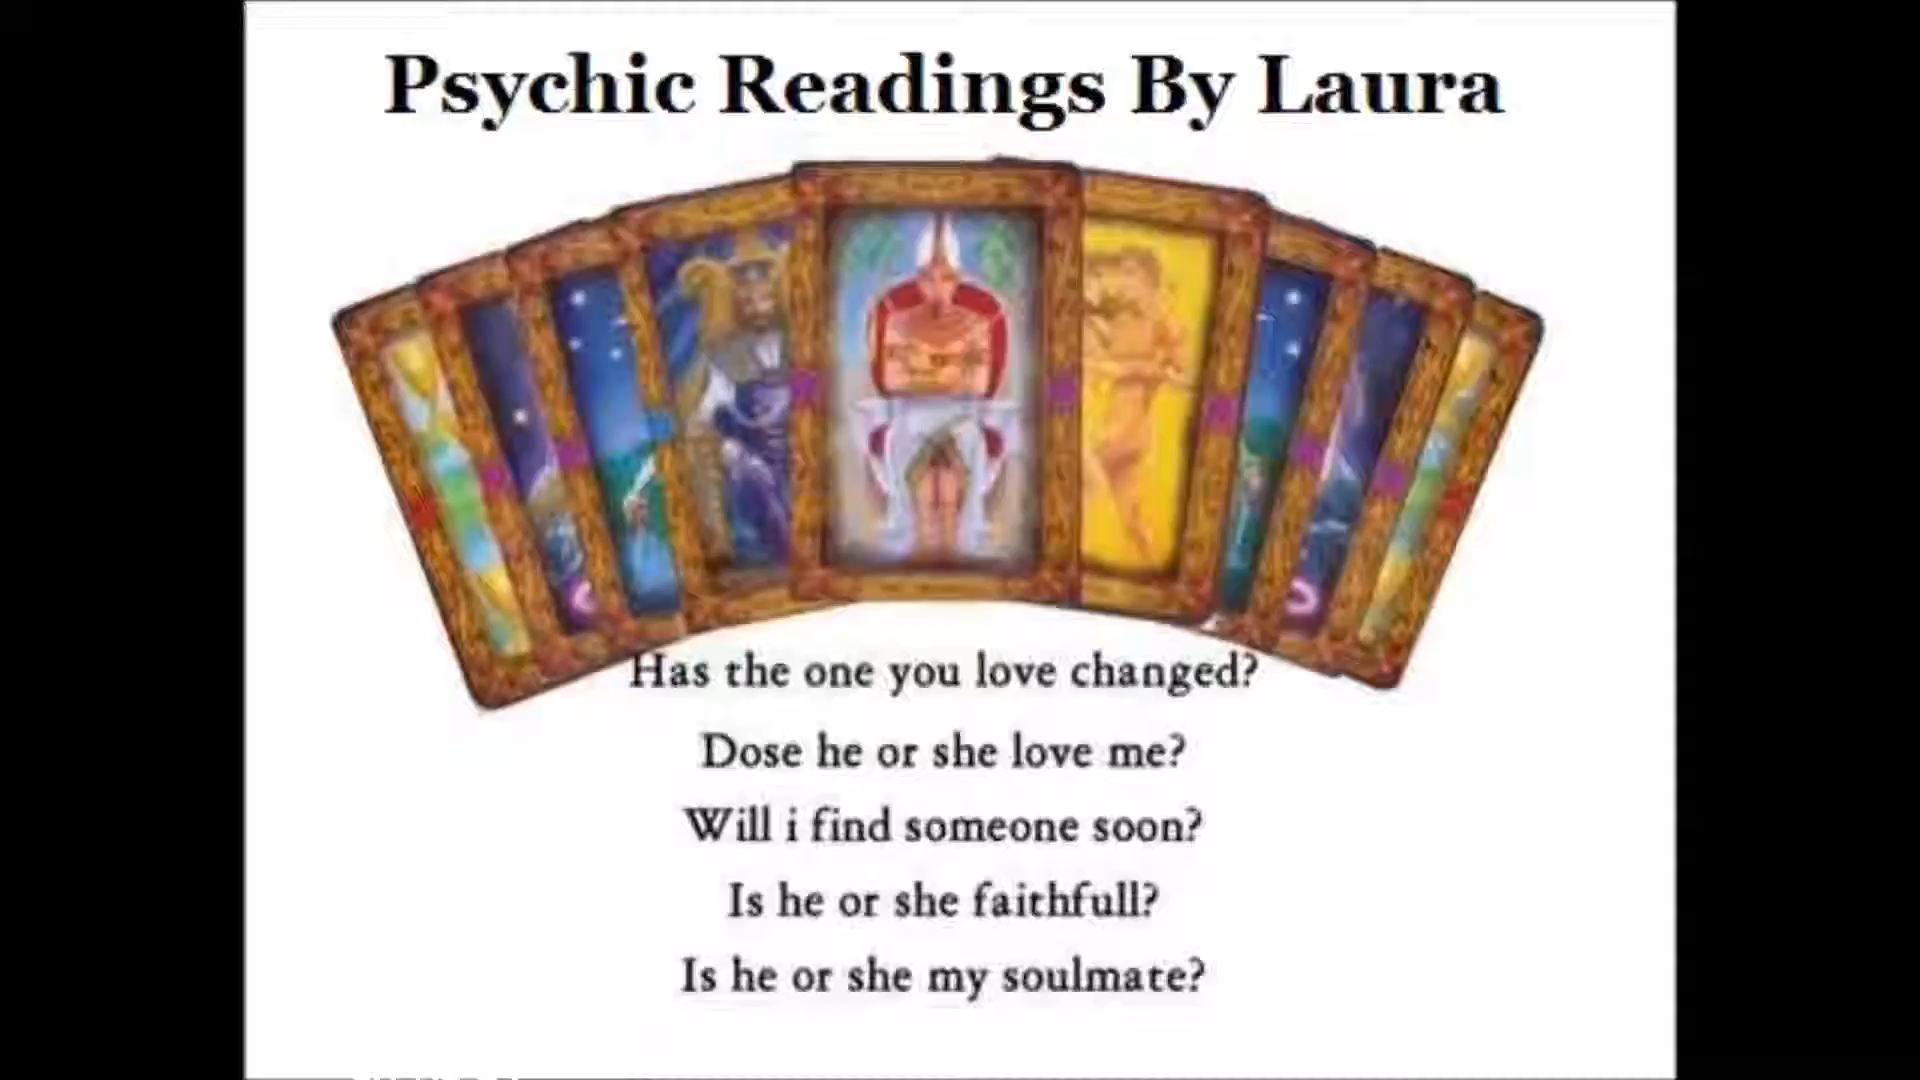 Psychic Readings By Laura
Has the one you love changed?
Dose he or she love me?
Will i find someone soon?
Is he or she faithfull?
Is he or she my soulmate?